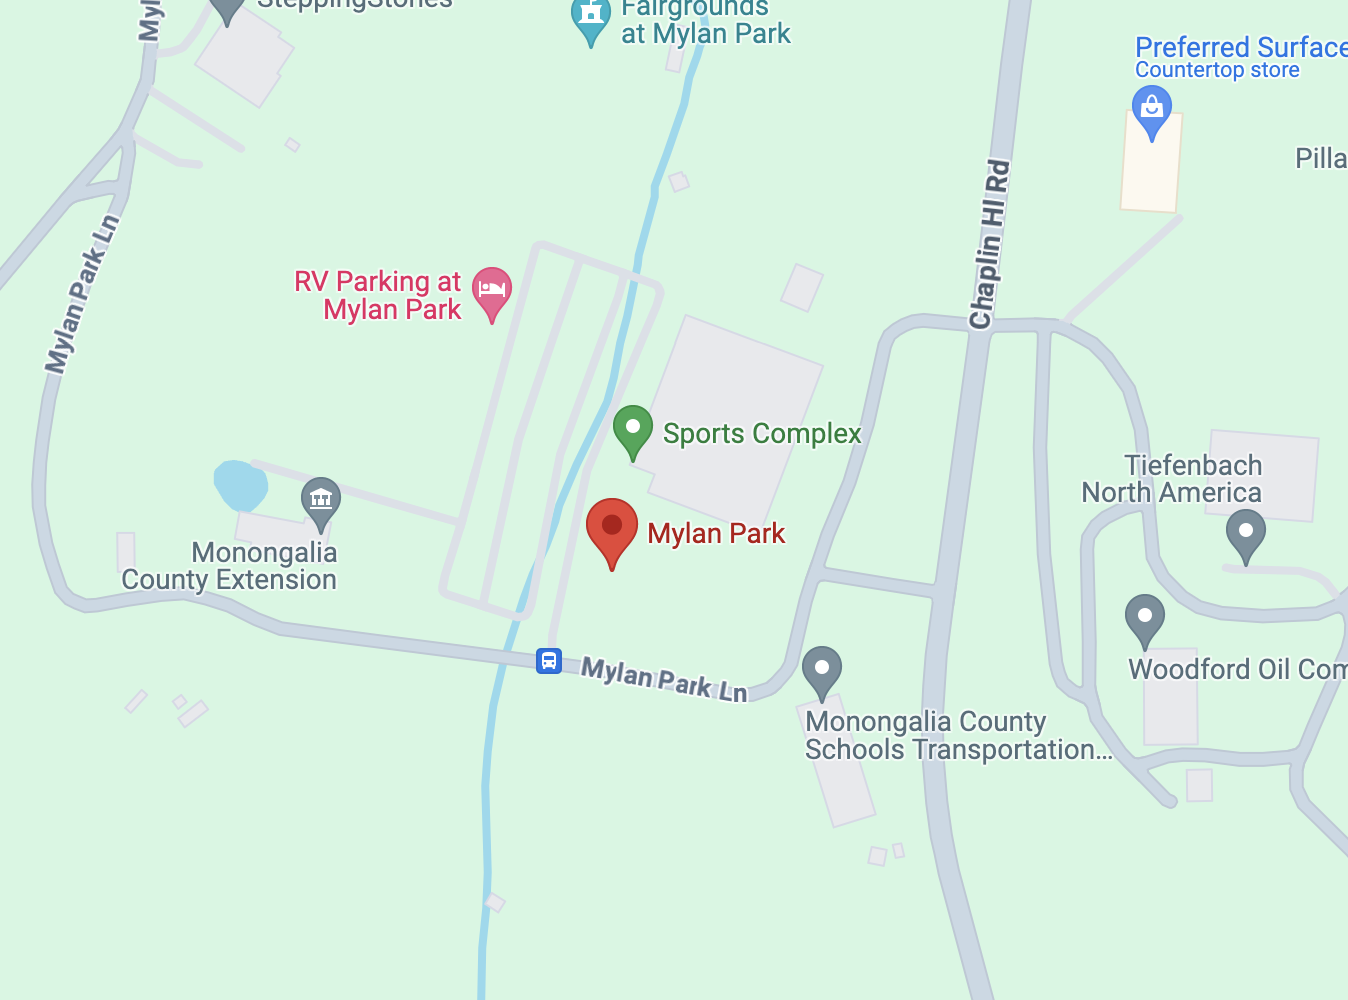 SteppingStones
Fairgrounds
at Mylan Park
Preferred Surface
Countertop store
Pilla
Myl
Chaplin Hl Rd
Mylan Park Ln
RV Parking at
Mylan Park
Sports Complex
Tiefenbach
North America
Mylan Park
Monongalia
County Extension
Mylan Park Ln
Woodford Oil Com
Monongalia County
Schools Transportation...